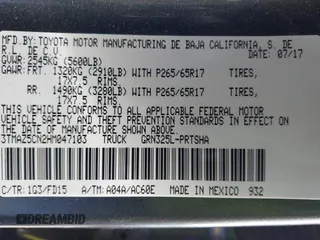 MFD.BY: TOYOTA MOTOR MANUFACTURING DE BAJA CALIFORNIA, S. DE
R.L. DE C.V. DATE: 07/17
GVWR: 2545KG (5600LB)
GAWR: FRT. 1320KG (2910LB) WITH P265/65R17 TIRES,
17X7.5 RIMS
RR. 1490KG (3280LB) WITH P265/65R17 TIRES,
17X7.5 RIMS
THIS VEHICLE CONFORMS TO ALL APPLICABLE
FEDERAL MOTOR VEHICLE SAFETY STANDARDS IN
EFFECT ON THE DATE OF MANUFACTURE SHOWN ABOVE.
3TMAZ5CN2HM047103 TRUCK GRN325L-PRTSHA
C/TR: 1G3/FD15 A/TM: A04A/AC60E MADE IN MEXICO 932
DREAMBID